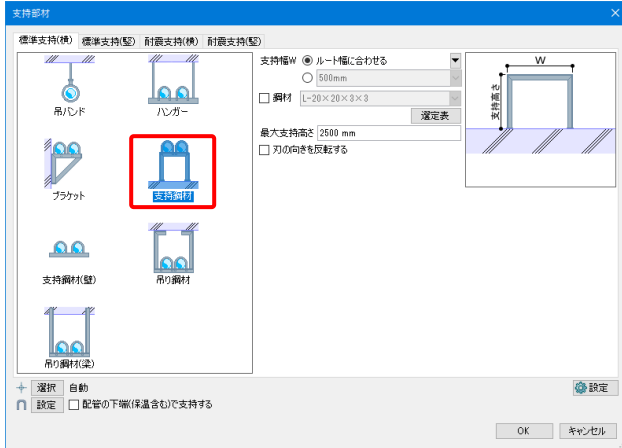 支持部材
標準支持(横) 標準支持(竪) 耐震支持(横) 耐震支持(竪)
吊バンド
ハンガー
ブラケット
支持鋼材
支持鋼材(壁)
吊り鋼材
吊り鋼材(梁)
支持幅W ルート幅に合わせる
500mm
鋼材 L-20×20×3×3
選定表
最大支持高さ 2500 mm
刃の向きを反転する
W
支持高さ
選択 自動
設定
設定 配管の下端(保温含む)で支持する
OK キャンセル